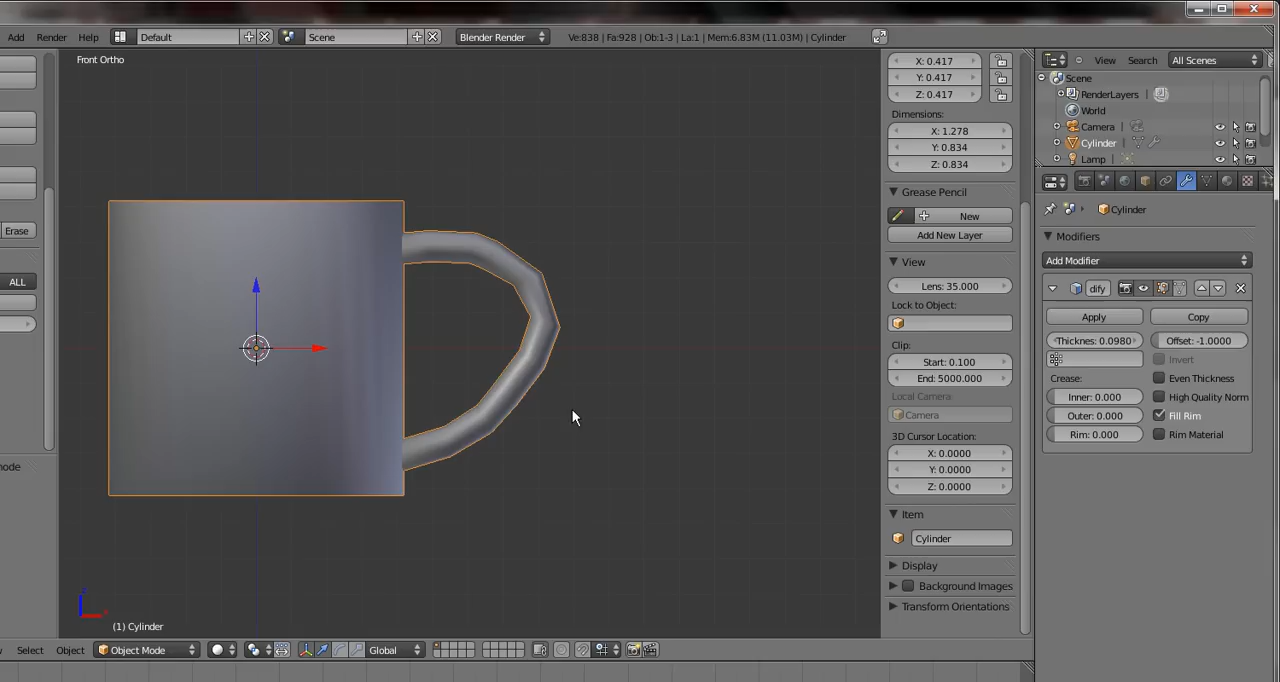 Add Render Help Default Scene Blender Render Ve:838 | Fa:928 | Ob:1-3 | La:1 | Mem:6.83M (11.03M) | Cylinder
Front Ortho
Erase
ALL
node
X: 0.417
Y: 0.417
Z: 0.417
Dimensions:
X: 1.278
Y: 0.834
Z: 0.834
Grease Pencil
New
Add New Layer
View
Lens: 35.000
Lock to Object:
Clip:
Start: 0.100
End: 5000.000
Local Camera:
Camera
3D Cursor Location:
X: 0.0000
Y: 0.0000
Z: 0.0000
Item
Cylinder
Display
Background Images
Transform Orientations
View Search All Scenes
Scene
RenderLayers |
World
Camera |
Cylinder |
Lamp |
Cylinder
Modifiers
Add Modifier
dify
Apply Copy
Thicknes: 0.0980 Offset: -1.0000
Invert
Crease: Even Thickness
Inner: 0.000 High Quality Norm
Outer: 0.000 Fill Rim
Rim: 0.000 Rim Material
z
x
(1) Cylinder
Select Object Object Mode Global